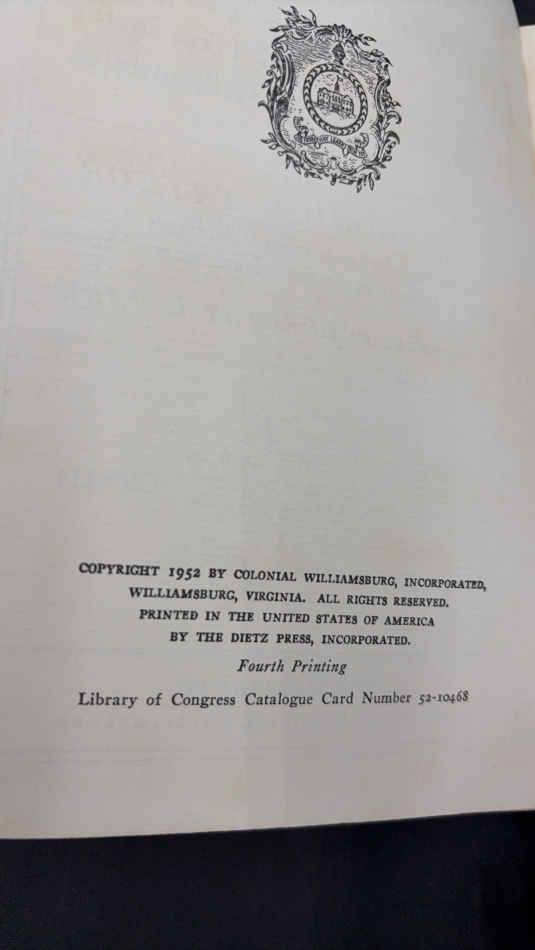 COPYRIGHT 1952 BY COLONIAL WILLIAMSBURG, INCORPORATED,
WILLIAMSBURG, VIRGINIA. ALL RIGHTS RESERVED.
PRINTED IN THE UNITED STATES OF AMERICA
BY THE DIETZ PRESS, INCORPORATED.
Fourth Printing
Library of Congress Catalogue Card Number 52-10468